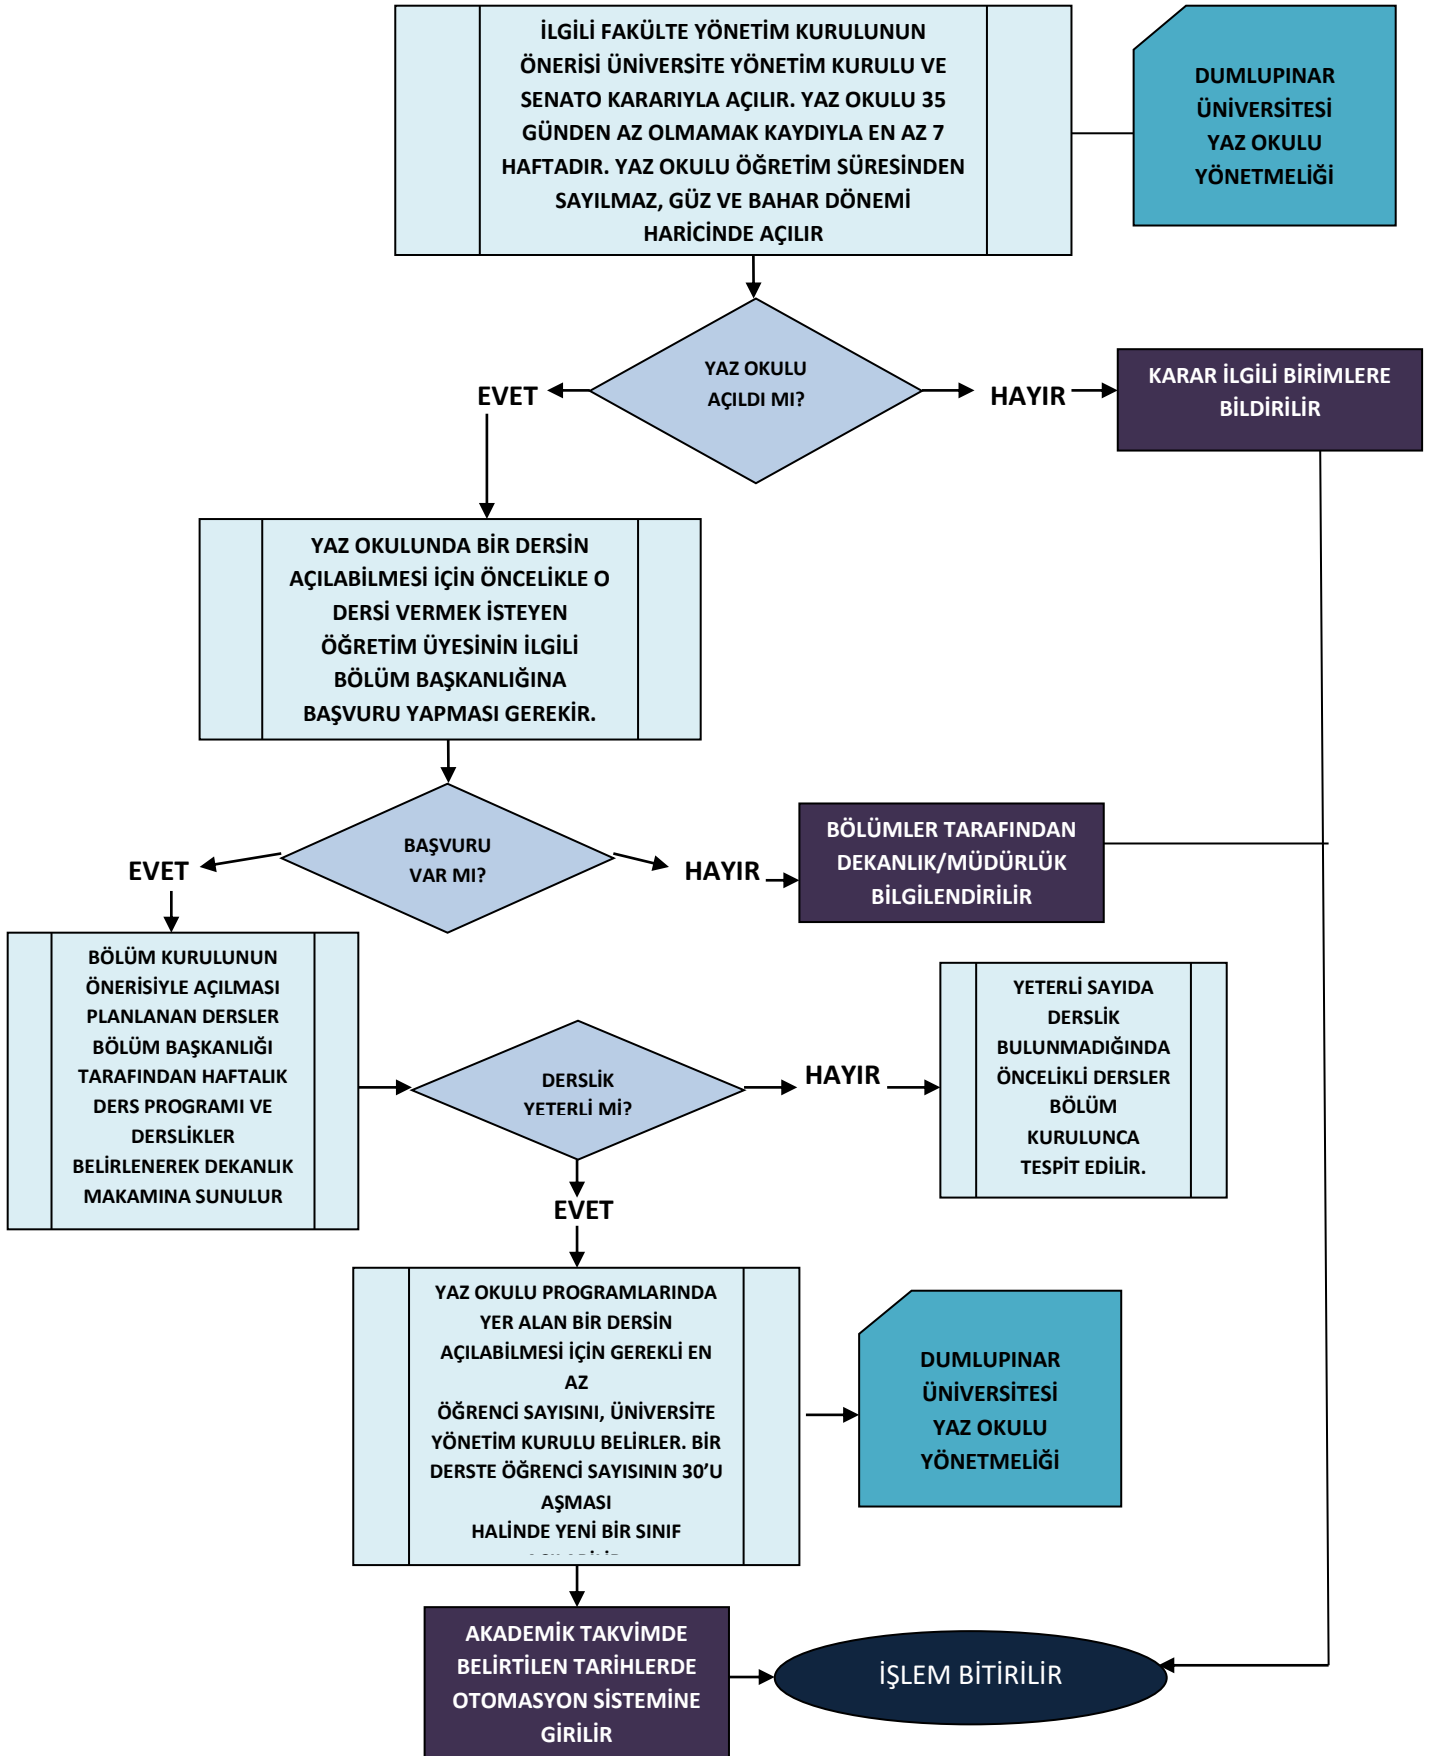 İLGİLİ FAKÜLTE YÖNETİM KURULUNUN
ÖNERİSİ ÜNİVERSİTE YÖNETİM KURULU VE
SENATO KARARIYLA AÇILIR. YAZ OKULU 35
GÜNDEN AZ OLMAMAK KAYDIYLA EN AZ 7
HAFTADIR. YAZ OKULU ÖĞRETİM SÜRESİNDEN
SAYILMAZ, GÜZ VE BAHAR DÖNEMİ
HARİCİNDE AÇILIR
DUMLUPINAR
ÜNİVERSİTESİ
YAZ OKULU
YÖNETMELİĞİ
YAZ OKULU
AÇILDI MI?
EVET
HAYIR
KARAR İLGİLİ BİRİMLERE
BİLDİRİLİR
YAZ OKULUNDA BİR DERSİN
AÇILABİLMESİ İÇİN ÖNCELİKLE O
DERSİ VERMEK İSTEYEN
ÖĞRETİM ÜYESİNİN İLGİLİ
BÖLÜM BAŞKANLIĞINA
BAŞVURU YAPMASI GEREKİR.
BAŞVURU
VAR MI?
EVET
HAYIR
BÖLÜMLER TARAFINDAN
DEKANLIK/MÜDÜRLÜK
BİLGİLENDİRİLİR
BÖLÜM KURULUNUN
ÖNERİSİYLE AÇILMASI
PLANLANAN DERSLER
BÖLÜM BAŞKANLIĞI
TARAFINDAN HAFTALIK
DERS PROGRAMI VE
DERSLİKLER
BELİRLENEREK DEKANLIK
MAKAMINA SUNULUR
DERSLİK
YETERLİ Mİ?
HAYIR
YETERLİ SAYIDA
DERSLİK
BULUNMADIĞINDA
ÖNCELİKLİ DERSLER
BÖLÜM
KURULUNCA
TESPİT EDİLİR.
EVET
YAZ OKULU PROGRAMLARINDA
YER ALAN BİR DERSİN
AÇILABİLMESİ İÇİN GEREKLİ EN
AZ
ÖĞRENCİ SAYISINI, ÜNİVERSİTE
YÖNETİM KURULU BELİRLER. BİR
DERSTE ÖĞRENCİ SAYISININ 30’U
AŞMASI
HALİNDE YENİ BİR SINIF
DUMLUPINAR
ÜNİVERSİTESİ
YAZ OKULU
YÖNETMELİĞİ
AKADEMİK TAKVİMDE
BELİRTİLEN TARİHLERDE
OTOMASYON SİSTEMİNE
GİRİLİR
İŞLEM BİTİRİLİR